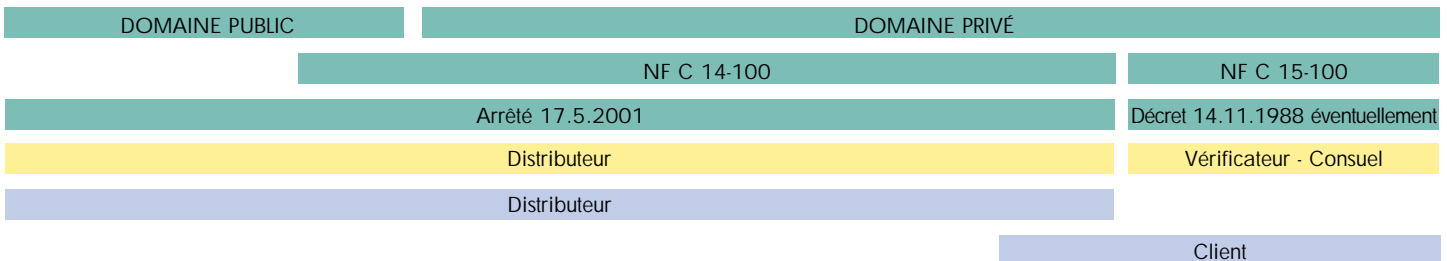 DOMAINE PUBLIC DOMAINE PRIVÉ
NF C 14-100 NF C 15-100
Arrêté 17.5.2001 Décret 14.11.1988 éventuellement
Distributeur Vérificateur - Consuel
Distributeur
Client